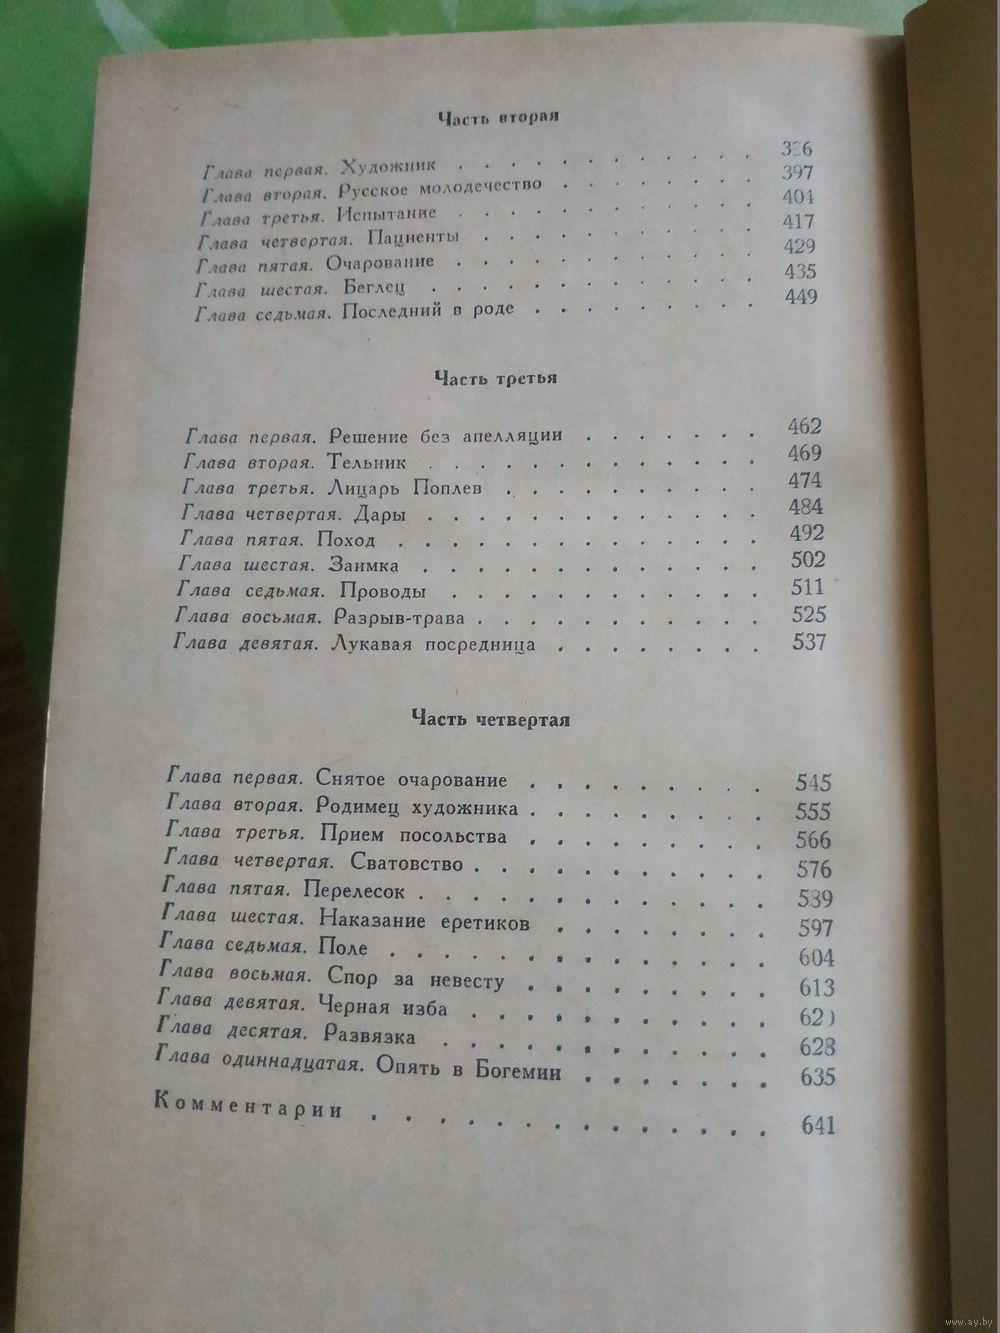 Часть вторая
Глава первая. Художник . . . . . . . . . . . .
Глава вторая. Русское молодечество . . . . . . . . 397
Глава третья. Испытание . . . . . . . . . . . . 404
Глава четвертая. Пациенты . . . . . . . . . . . 417
Глава пятая. Очарование . . . . . . . . . . . . 429
Глава шестая. Беглец . . . . . . . . . . . . . 435
Глава седьмая. Последний в роде . . . . . . . . . 449
Часть третья
Глава первая. Решение без апелляции . . . . . . . 462
Глава вторая. Тельник . . . . . . . . . . . . . 469
Глава третья. Лицарь Поплев . . . . . . . . . . 474
Глава четвертая. Дары . . . . . . . . . . . . . 484
Глава пятая. Поход . . . . . . . . . . . . . . 492
Глава шестая. Заимка . . . . . . . . . . . . . 502
Глава седьмая. Проводы . . . . . . . . . . . . 511
Глава восьмая. Разрыв-трава . . . . . . . . . . . 525
Глава девятая. Лукавая посредница . . . . . . . . 537
Часть четвертая
Глава первая. Снятое очарование . . . . . . . . . 545
Глава вторая. Родимец художника . . . . . . . . . 555
Глава третья. Прием посольства . . . . . . . . . 566
Глава четвертая. Сватовство . . . . . . . . . . . 576
Глава пятая. Перелесок . . . . . . . . . . . . .
Глава шестая. Наказание еретиков . . . . . . . . 597
Глава седьмая. Поле . . . . . . . . . . . . . . 604
Глава восьмая. Спор за невесту . . . . . . . . . 613
Глава девятая. Черная изба . . . . . . . . . . .
Глава десятая. Развязка . . . . . . . . . . . . 628
Глава одиннадцатая. Опять в Богемии . . . . . . . 635
Комментарии . . . . . . . . . . . . . 641
www.ay.by